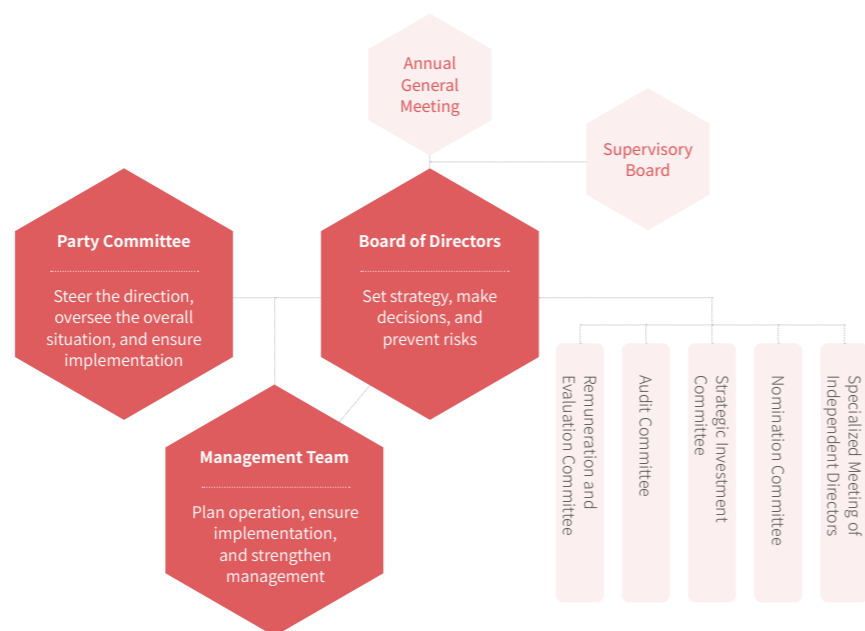 Annual
General
Meeting
Supervisory
Board
Party Committee
Steer the direction,
oversee the overall
situation, and ensure
implementation
Board of Directors
Set strategy, make
decisions, and
prevent risks
Management Team
Plan operation, ensure
implementation,
and strengthen
management
Remuneration and
Evaluation Committee
Audit Committee
Strategic Investment
Committee
Nomination Committee
Specialized Meeting of
Independent Directors